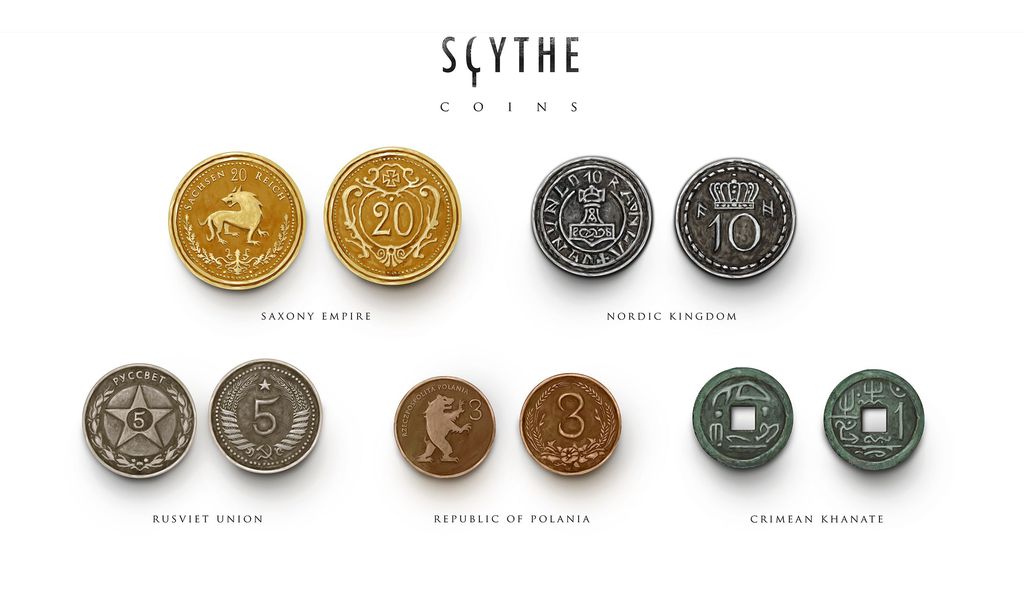 SCYTHE
COINS
SACHSEN 20 REICH
20
10
10
SAXONY EMPIRE
NORDIC KINGDOM
РУССВЕТ
5
5
RZECZPOSPOLITA POLANIA
3
3
1
RUSVIET UNION
REPUBLIC OF POLANIA
CRIMEAN KHANATE